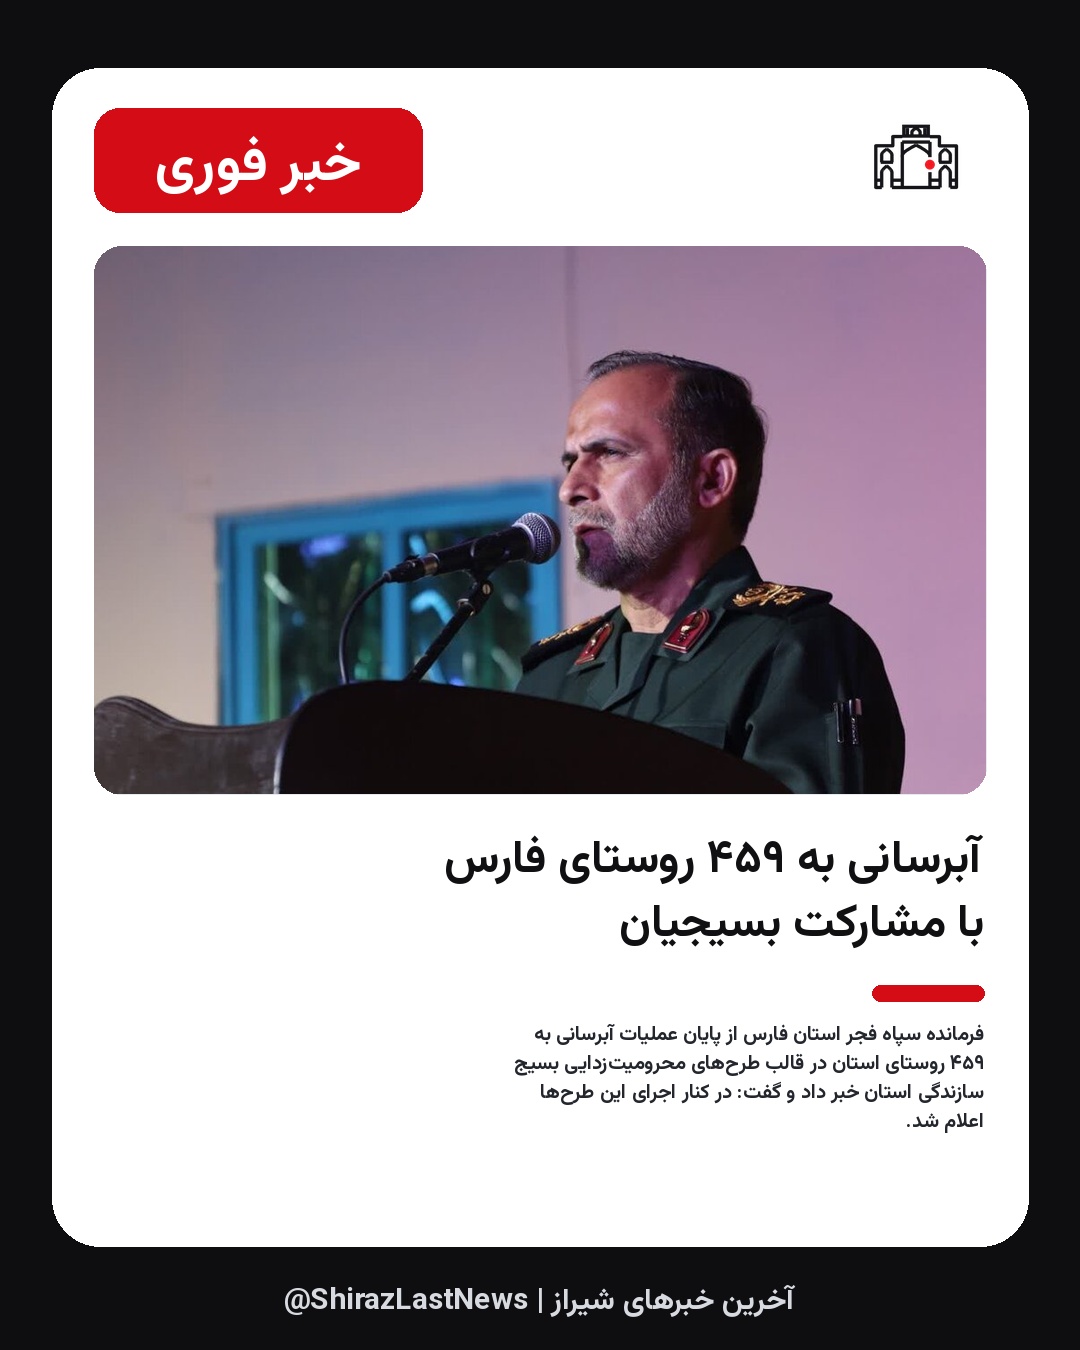 خبر فوری
آبرسانی به ۴۵۹ روستای فارس
با مشارکت بسیجیان
فرمانده سپاه فجر استان فارس از پایان عملیات آبرسانی به
۴۵۹ روستای استان در قالب طرح‌های محرومیت‌زدایی بسیج
سازندگی استان خبر داد و گفت: در کنار اجرای این طرح‌ها
اعلام شد.
آخرین خبرهای شیراز | @ShirazLastNews